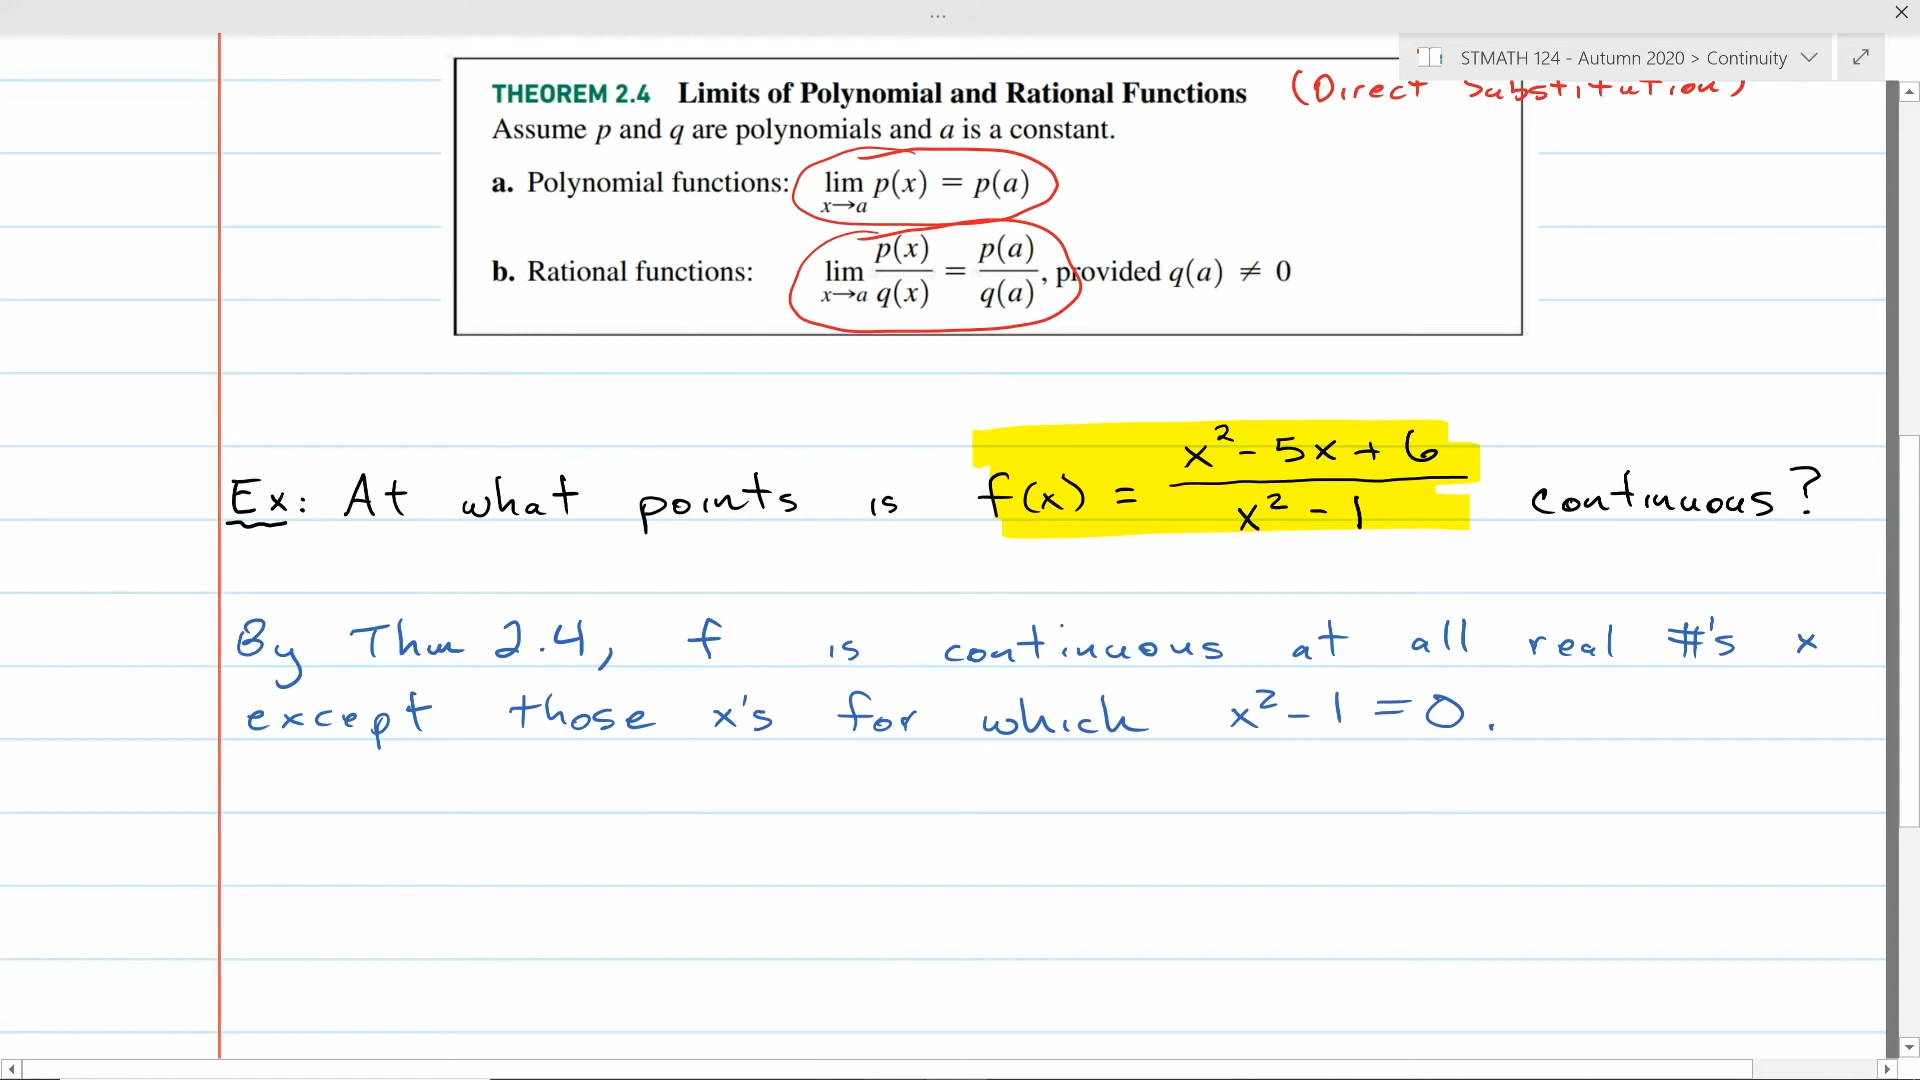 STMATH 124 - Autumn 2020 > Continuity
THEOREM 2.4 Limits of Polynomial and Rational Functions (Direct Substitution)
Assume p and q are polynomials and a is a constant.
a. Polynomial functions: lim x→a p(x) = p(a)
b. Rational functions: lim x→a p(x)/q(x) = p(a)/q(a), provided q(a) ≠ 0
Ex: At what points is f(x) = (x² - 5x + 6)/(x² - 1) continuous?
By Thm 2.4, f is continuous at all real #'s x
except those x's for which x² - 1 = 0.